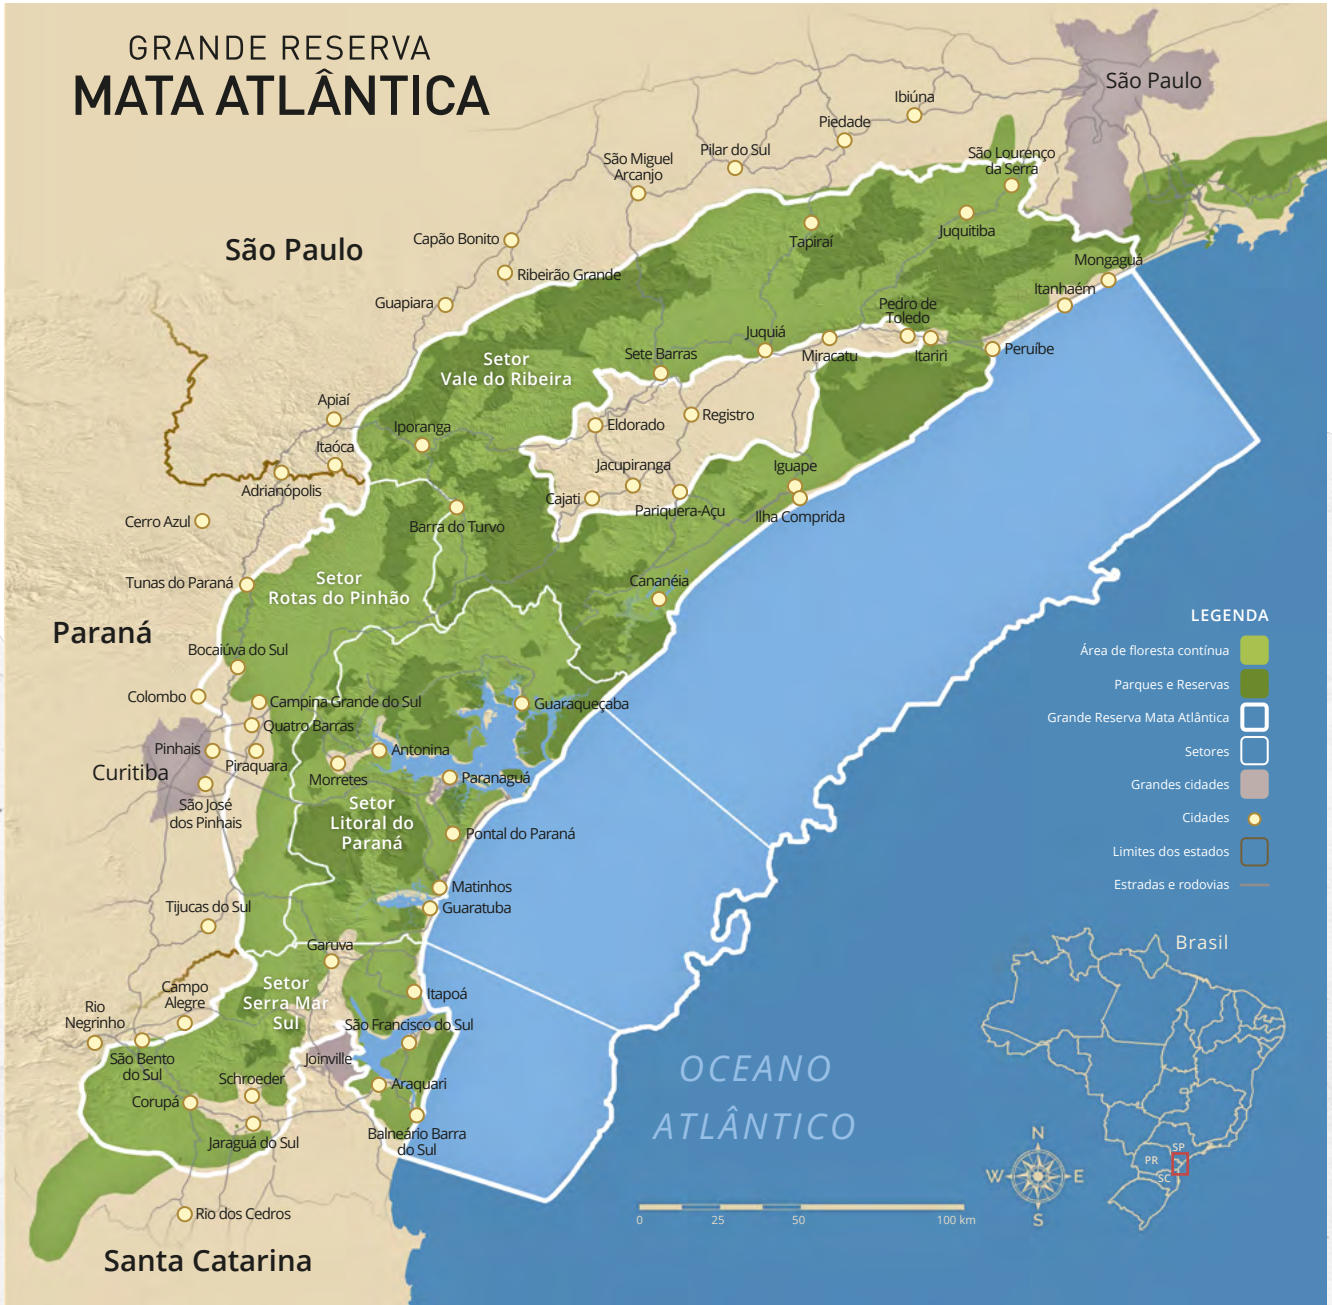 GRANDE RESERVA
MATA ATLÂNTICA
São Paulo
Ibiúna
Piedade
Pilar do Sul
São Miguel
Arcanjo
São Lourenço
da Serra
São Paulo
Capão Bonito
Ribeirão Grande
Guapiara
Tapiraí
Juquitiba
Mongaguá
Itanhaém
Pedro de
Toledo
Juquiá
Miracatu
Itariri
Peruíbe
Sete Barras
Setor
Vale do Ribeira
Apiaí
Iporanga
Itaóca
Eldorado
Registro
Adrianópolis
Jacupiranga
Iguape
Cajati
Pariquera-Açu
Ilha Comprida
Cerro Azul
Barra do Turvo
Tunas do Paraná
Setor
Rotas do Pinhão
Cananéia
Paraná
Bocaiúva do Sul
Colombo
Campina Grande do Sul
Guaraqueçaba
Quatro Barras
Pinhais
Piraquara
Antonina
Curitiba
Morretes
Paranaguá
São José
dos Pinhais
Setor
Litoral do
Paraná
Pontal do Paraná
Matinhos
Guaratuba
Tijucas do Sul
Garuva
Campo
Alegre
Setor
Serra Mar
Sul
Itapoá
Rio
Negrinho
São Francisco do Sul
São Bento
do Sul
Joinville
Schroeder
Araquari
Corupá
Jaraguá do Sul
Balneário Barra
do Sul
Rio dos Cedros
Santa Catarina
OCEANO
ATLÂNTICO
LEGENDA
Área de floresta contínua
Parques e Reservas
Grande Reserva Mata Atlântica
Setores
Grandes cidades
Cidades
Limites dos estados
Estradas e rodovias
Brasil
SP
PR
SC
N
W
E
S
0
25
50
100 km